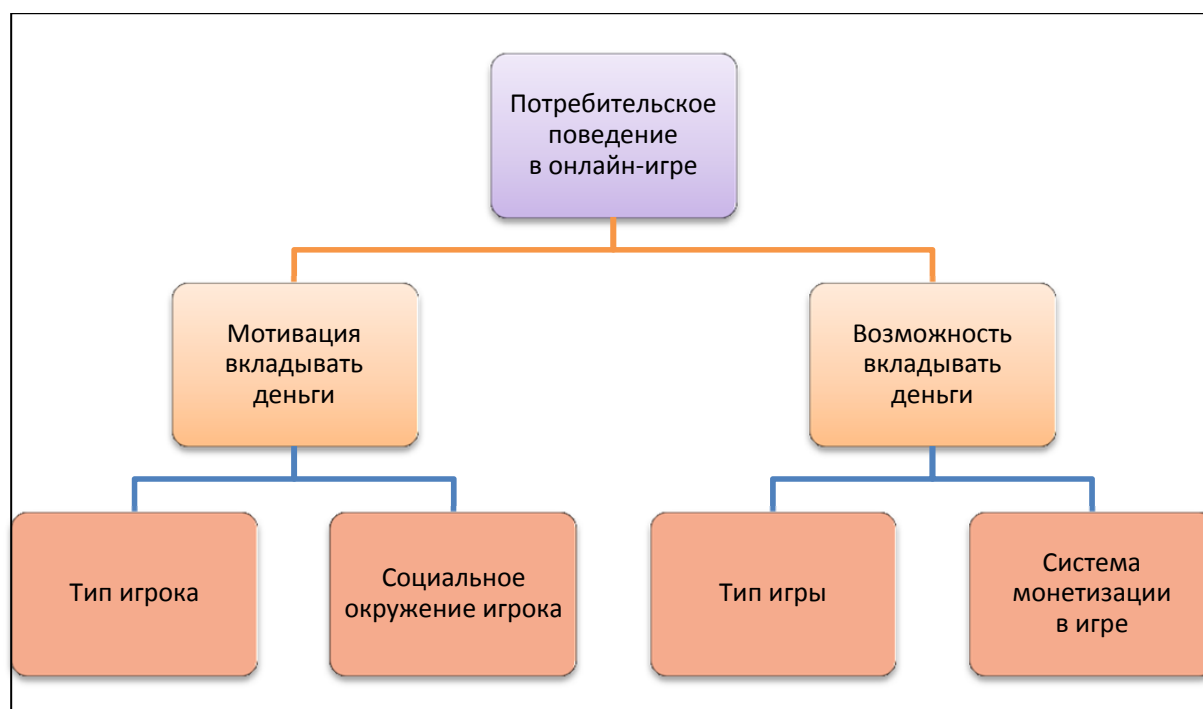 Потребительское
поведение
в онлайн-игре
Мотивация
вкладывать
деньги
Возможность
вкладывать
деньги
Тип игрока
Социальное
окружение игрока
Тип игры
Система
монетизации
в игре